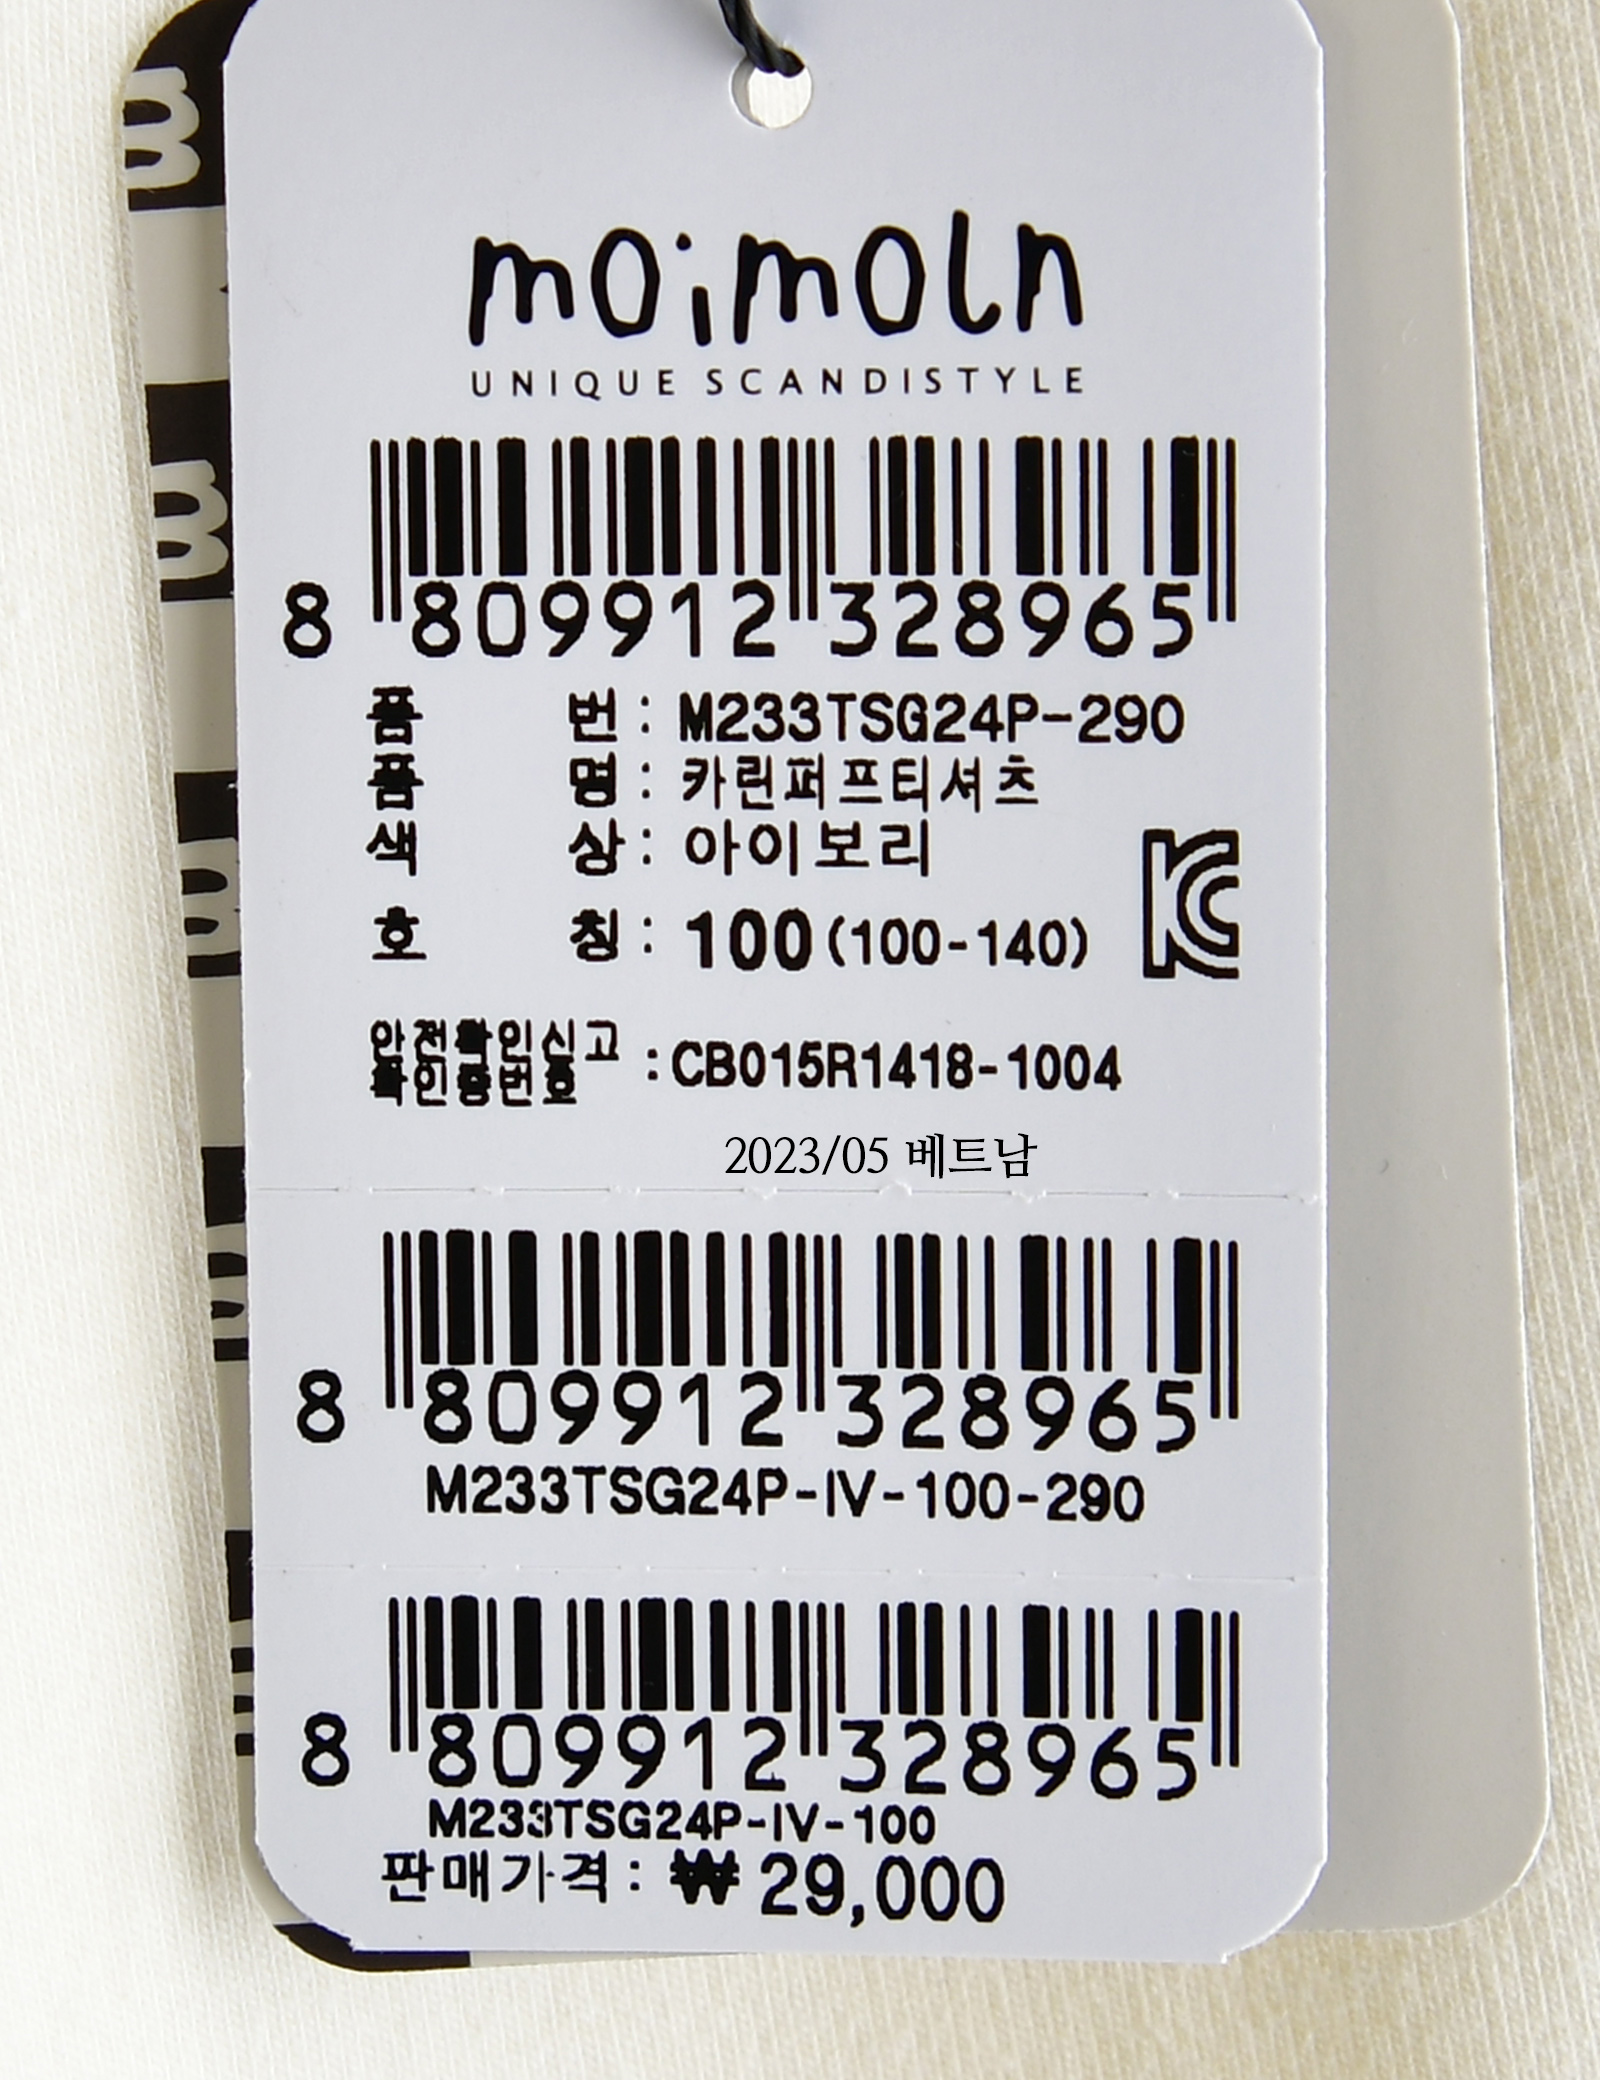 moimoln
UNIQUE SCANDISTYLE
8 809912 328965
품 번 : M233TSG24P-290
품 명 : 카린퍼프티셔츠
색 상 : 아이보리
호 칭 : 100 (100-140)
KC
안전확인신고
확인증번호 : CB015R1418-1004
2023/05 베트남
8 809912 328965
M233TSG24P-IV-100-290
8 809912 328965
M233TSG24P-IV-100
판매가격 : ₩ 29,000